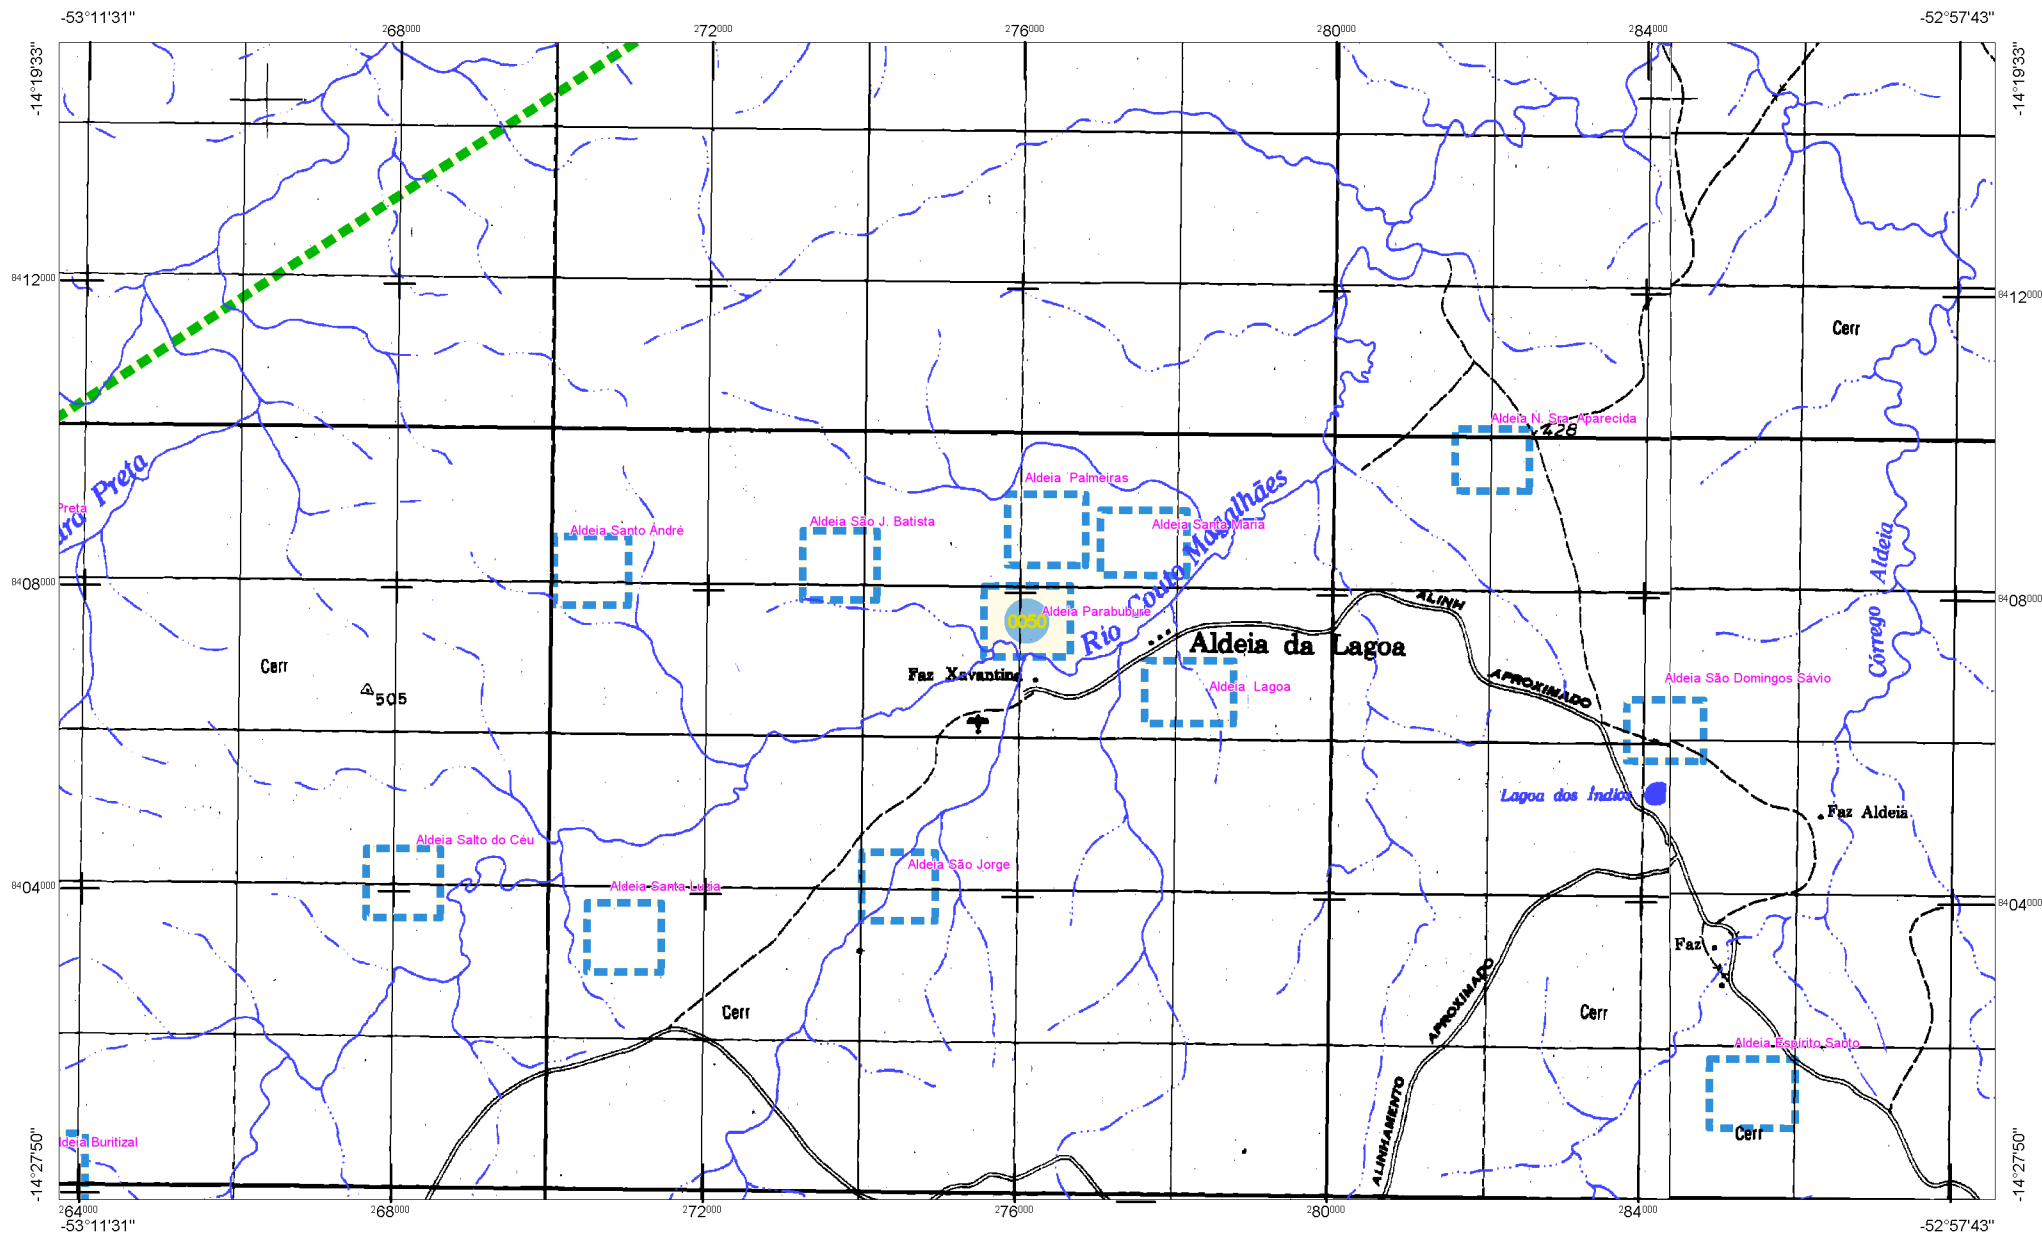 -53°11'31"
-52°57'43"
268000
272000
276000
280000
284000
-14°19'33"
-14°19'33"
8412000
8412000
Cerr
Aldeia N. Sra. Aparecida
428
Preta
Aldeia Palmeiras
Preta
Aldeia São J. Batista
Aldeia Santa Maria
Aldeia Santo André
Rio Couto Magalhães
Córrego Aldeia
8408000
8408000
ALINH
Aldeia Parabubure
0050
Aldeia da Lagoa
Cerr
Faz Xavantina
505
Aldeia Lagoa
APROXIMADO
Aldeia São Domingos Sávio
Lagoa dos Índios
Faz Aldeia
Aldeia Salto do Céu
Aldeia São Jorge
Aldeia Santa Luzia
8404000
8404000
Faz
APROXIMADO
Cerr
Cerr
Aldeia Espírito Santo
ALINHAMENTO
Cerr
ldeia Buritizal
-14°27'50"
-14°27'50"
264000
268000
272000
276000
280000
284000
-53°11'31"
-52°57'43"